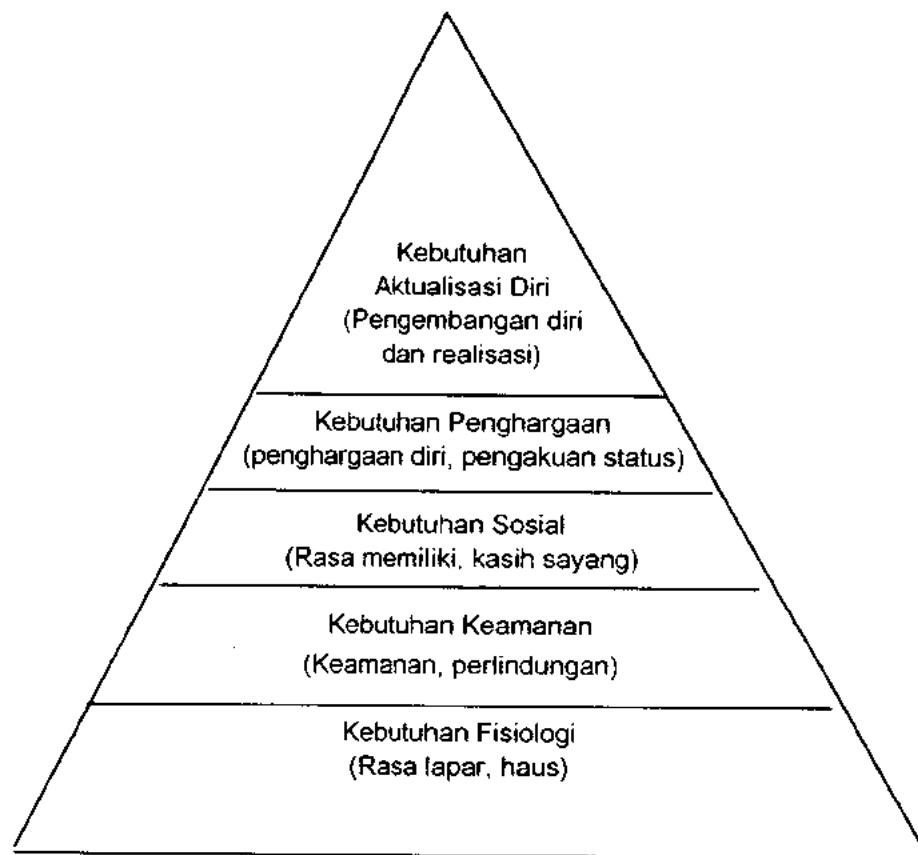 Kebutuhan
Aktualisasi Diri
(Pengembangan diri
dan realisasi)
Kebutuhan Penghargaan
(penghargaan diri, pengakuan status)
Kebutuhan Sosial
(Rasa memiliki, kasih sayang)
Kebutuhan Keamanan
(Keamanan, perlindungan)
Kebutuhan Fisiologi
(Rasa lapar, haus)